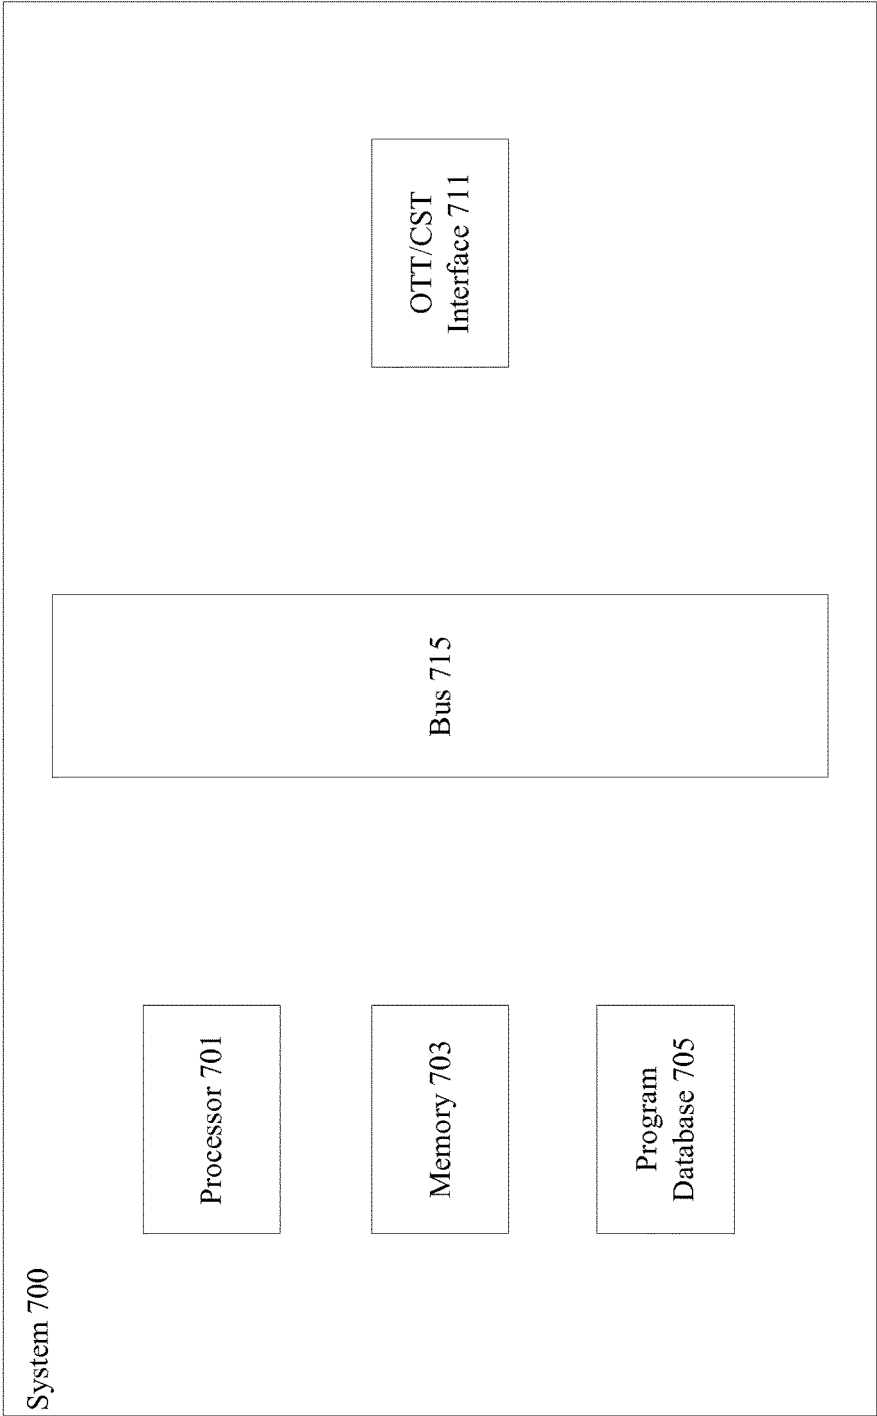 System 700
Processor 701
Memory 703
Program
Database 705
Bus 715
OTT/CST
Interface 711